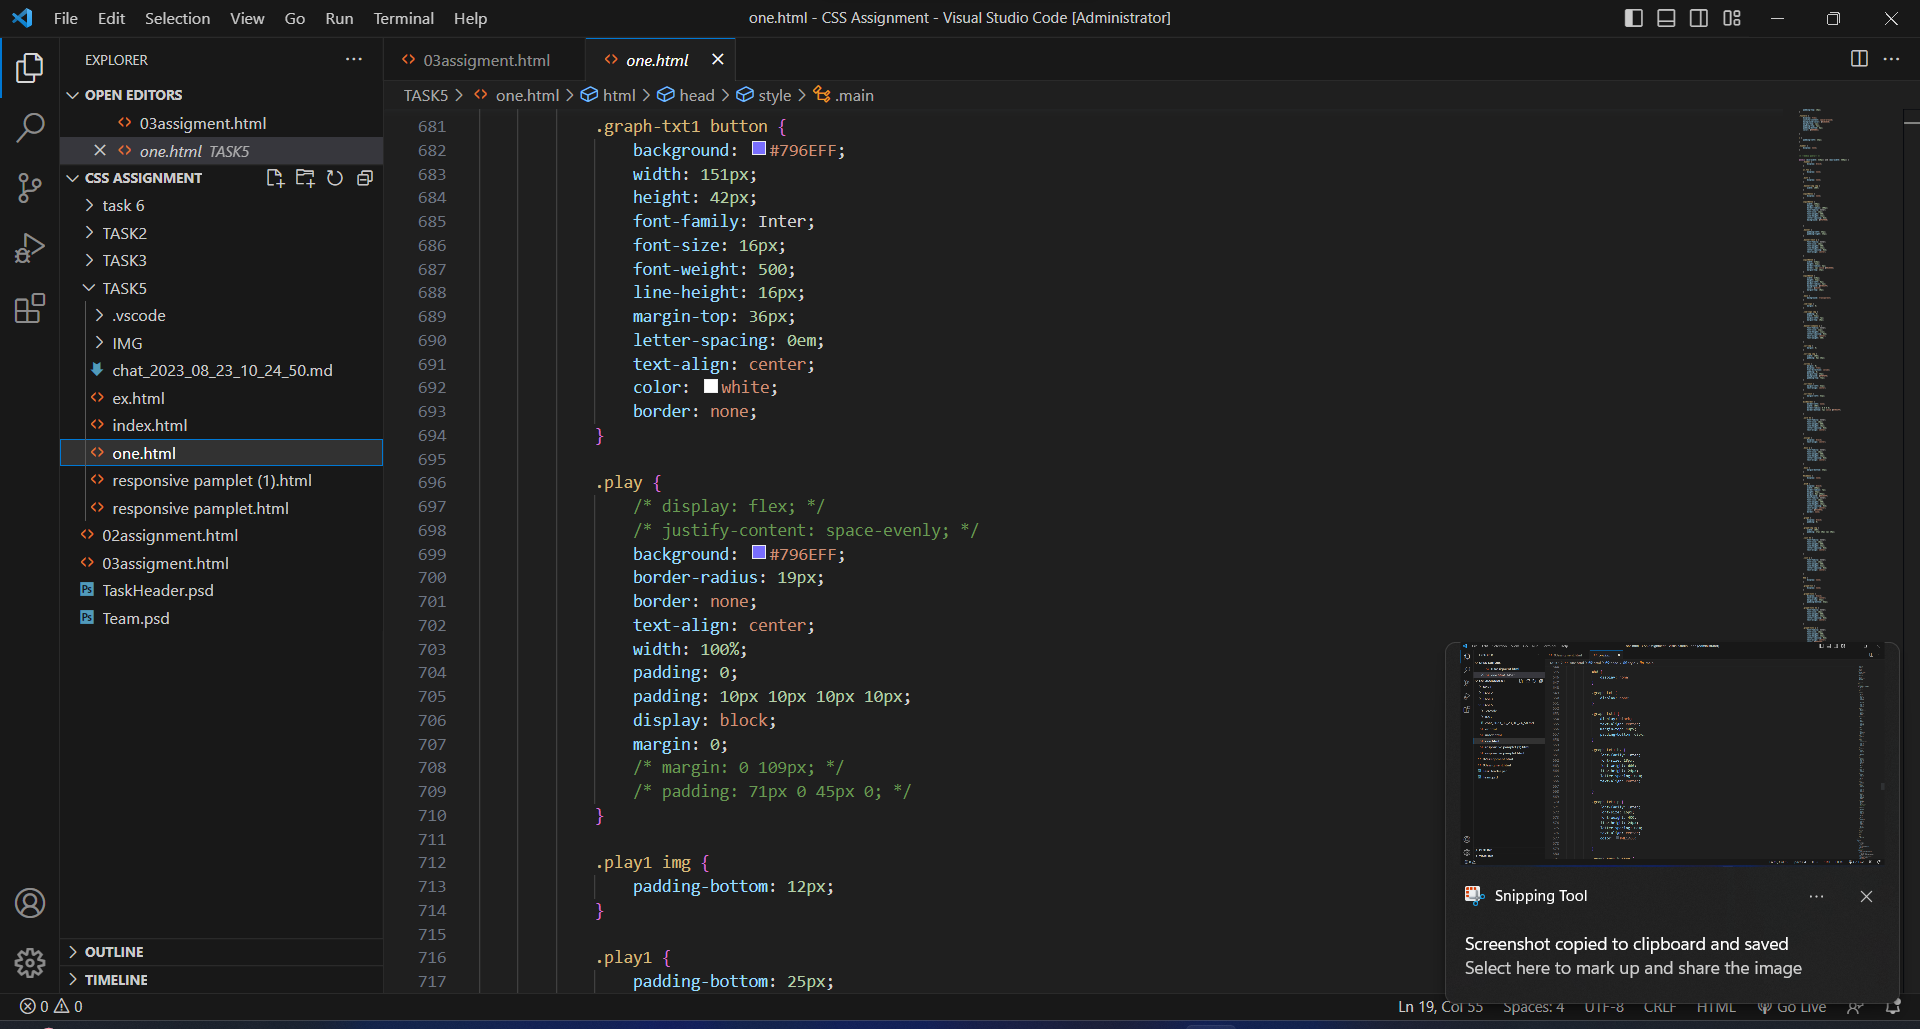 File Edit Selection View Go Run Terminal Help
one.html - CSS Assignment - Visual Studio Code [Administrator]
EXPLORER
OPEN EDITORS
03assigment.html
one.html TASK5
CSS ASSIGNMENT
task 6
TASK2
TASK3
TASK5
.vscode
IMG
chat_2023_08_23_10_24_50.md
ex.html
index.html
one.html
responsive pamplet (1).html
responsive pamplet.html
02assignment.html
03assigment.html
TaskHeader.psd
Team.psd
OUTLINE
TIMELINE
03assigment.html
one.html
TASK5 > one.html > html > head > style > .main
681 .graph-txt1 button {
682 background: #796EFF;
683 width: 151px;
684 height: 42px;
685 font-family: Inter;
686 font-size: 16px;
687 font-weight: 500;
688 line-height: 16px;
689 margin-top: 36px;
690 letter-spacing: 0em;
691 text-align: center;
692 color: white;
693 border: none;
694 }
695
696 .play {
697 /* display: flex; */
698 /* justify-content: space-evenly; */
699 background: #796EFF;
700 border-radius: 19px;
701 border: none;
702 text-align: center;
703 width: 100%;
704 padding: 0;
705 padding: 10px 10px 10px 10px;
706 display: block;
707 margin: 0;
708 /* margin: 0 109px; */
709 /* padding: 71px 0 45px 0; */
710 }
711
712 .play1 img {
713 padding-bottom: 12px;
714 }
715
716 .play1 {
717 padding-bottom: 25px;
Snipping Tool
Screenshot copied to clipboard and saved
Select here to mark up and share the image
0 0
Ln 19, Col 55 Spaces: 4 UTF-8 CRLF HTML Go Live